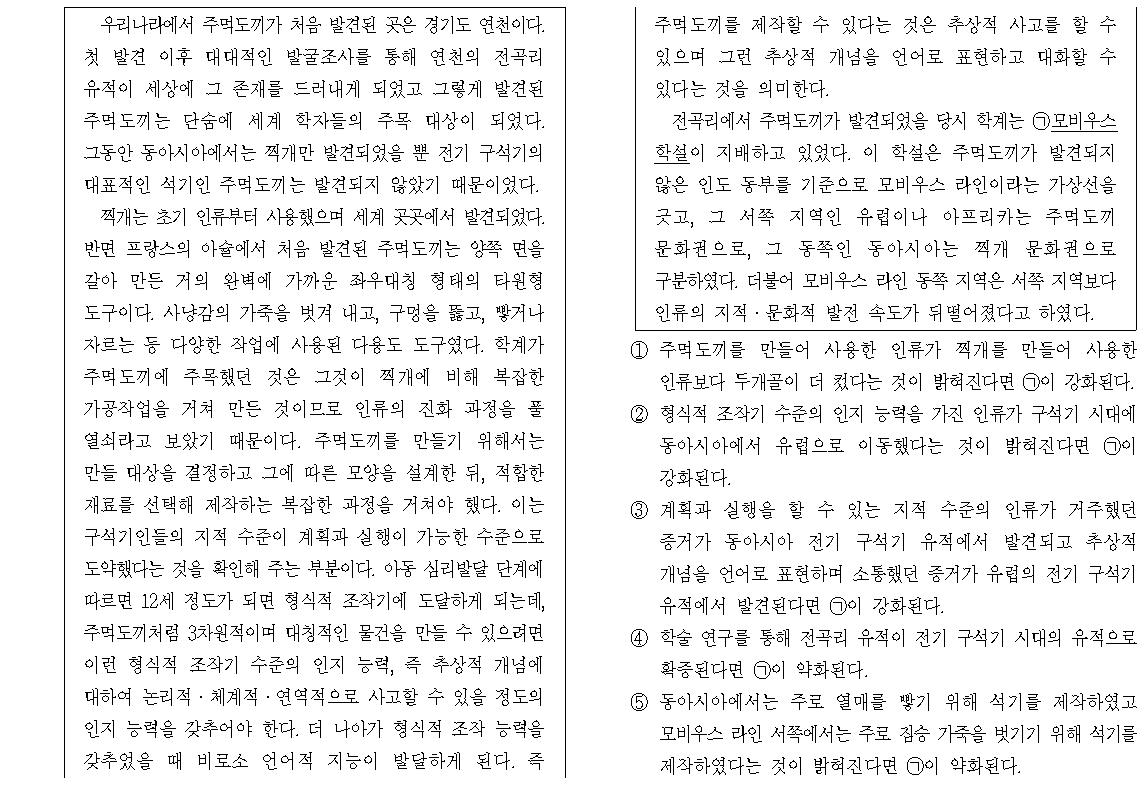 우리나라에서 주먹도끼가 처음 발견된 곳은 경기도 연천이다.
첫 발견 이후 대대적인 발굴조사를 통해 연천의 전곡리
유적이 세상에 그 존재를 드러내게 되었고 그렇게 발견된
주먹도끼는 단숨에 세계 학자들의 주목 대상이 되었다.
그동안 동아시아에서는 찍개만 발견되었을 뿐 전기 구석기의
대표적인 석기인 주먹도끼는 발견되지 않았기 때문이었다.
찍개는 초기 인류부터 사용했으며 세계 곳곳에서 발견되었다.
반면 프랑스의 아슐에서 처음 발견된 주먹도끼는 양쪽 면을
갈아 만든 거의 완벽에 가까운 좌우대칭 형태의 타원형
도구이다. 사냥감의 가죽을 벗겨 내고, 구멍을 뚫고, 빻거나
자르는 등 다양한 작업에 사용된 다용도 도구였다. 학계가
주먹도끼에 주목했던 것은 그것이 찍개에 비해 복잡한
가공작업을 거쳐 만든 것이므로 인류의 진화 과정을 풀
열쇠라고 보았기 때문이다. 주먹도끼를 만들기 위해서는
만들 대상을 결정하고 그에 따른 모양을 설계한 뒤, 적합한
재료를 선택해 제작하는 복잡한 과정을 거쳐야 했다. 이는
구석기인들의 지적 수준이 계획과 실행이 가능한 수준으로
도약했다는 것을 확인해 주는 부분이다. 아동 심리발달 단계에
따르면 12세 정도가 되면 형식적 조작기에 도달하게 되는데,
주먹도끼처럼 3차원적이며 대칭적인 물건을 만들 수 있으려면
이런 형식적 조작기 수준의 인지 능력, 즉 추상적 개념에
대하여 논리적·체계적·연역적으로 사고할 수 있을 정도의
인지 능력을 갖추어야 한다. 더 나아가 형식적 조작 능력을
갖추었을 때 비로소 언어적 지능이 발달하게 된다. 즉
주먹도끼를 제작할 수 있다는 것은 추상적 사고를 할 수
있으며 그런 추상적 개념을 언어로 표현하고 대화할 수
있다는 것을 의미한다.
전곡리에서 주먹도끼가 발견되었을 당시 학계는 ㉠모비우스
학설이 지배하고 있었다. 이 학설은 주먹도끼가 발견되지
않은 인도 동부를 기준으로 모비우스 라인이라는 가상선을
긋고, 그 서쪽 지역인 유럽이나 아프리카는 주먹도끼
문화권으로, 그 동쪽인 동아시아는 찍개 문화권으로
구분하였다. 더불어 모비우스 라인 동쪽 지역은 서쪽 지역보다
인류의 지적·문화적 발전 속도가 뒤떨어졌다고 하였다.
① 주먹도끼를 만들어 사용한 인류가 찍개를 만들어 사용한
인류보다 두개골이 더 컸다는 것이 밝혀진다면 ㉠이 강화된다.
② 형식적 조작기 수준의 인지 능력을 가진 인류가 구석기 시대에
동아시아에서 유럽으로 이동했다는 것이 밝혀진다면 ㉠이
강화된다.
③ 계획과 실행을 할 수 있는 지적 수준의 인류가 거주했던
증거가 동아시아 전기 구석기 유적에서 발견되고 추상적
개념을 언어로 표현하며 소통했던 증거가 유럽의 전기 구석기
유적에서 발견된다면 ㉠이 강화된다.
④ 학술 연구를 통해 전곡리 유적이 전기 구석기 시대의 유적으로
확증된다면 ㉠이 약화된다.
⑤ 동아시아에서는 주로 열매를 빻기 위해 석기를 제작하였고
모비우스 라인 서쪽에서는 주로 짐승 가죽을 벗기기 위해 석기를
제작하였다는 것이 밝혀진다면 ㉠이 약화된다.